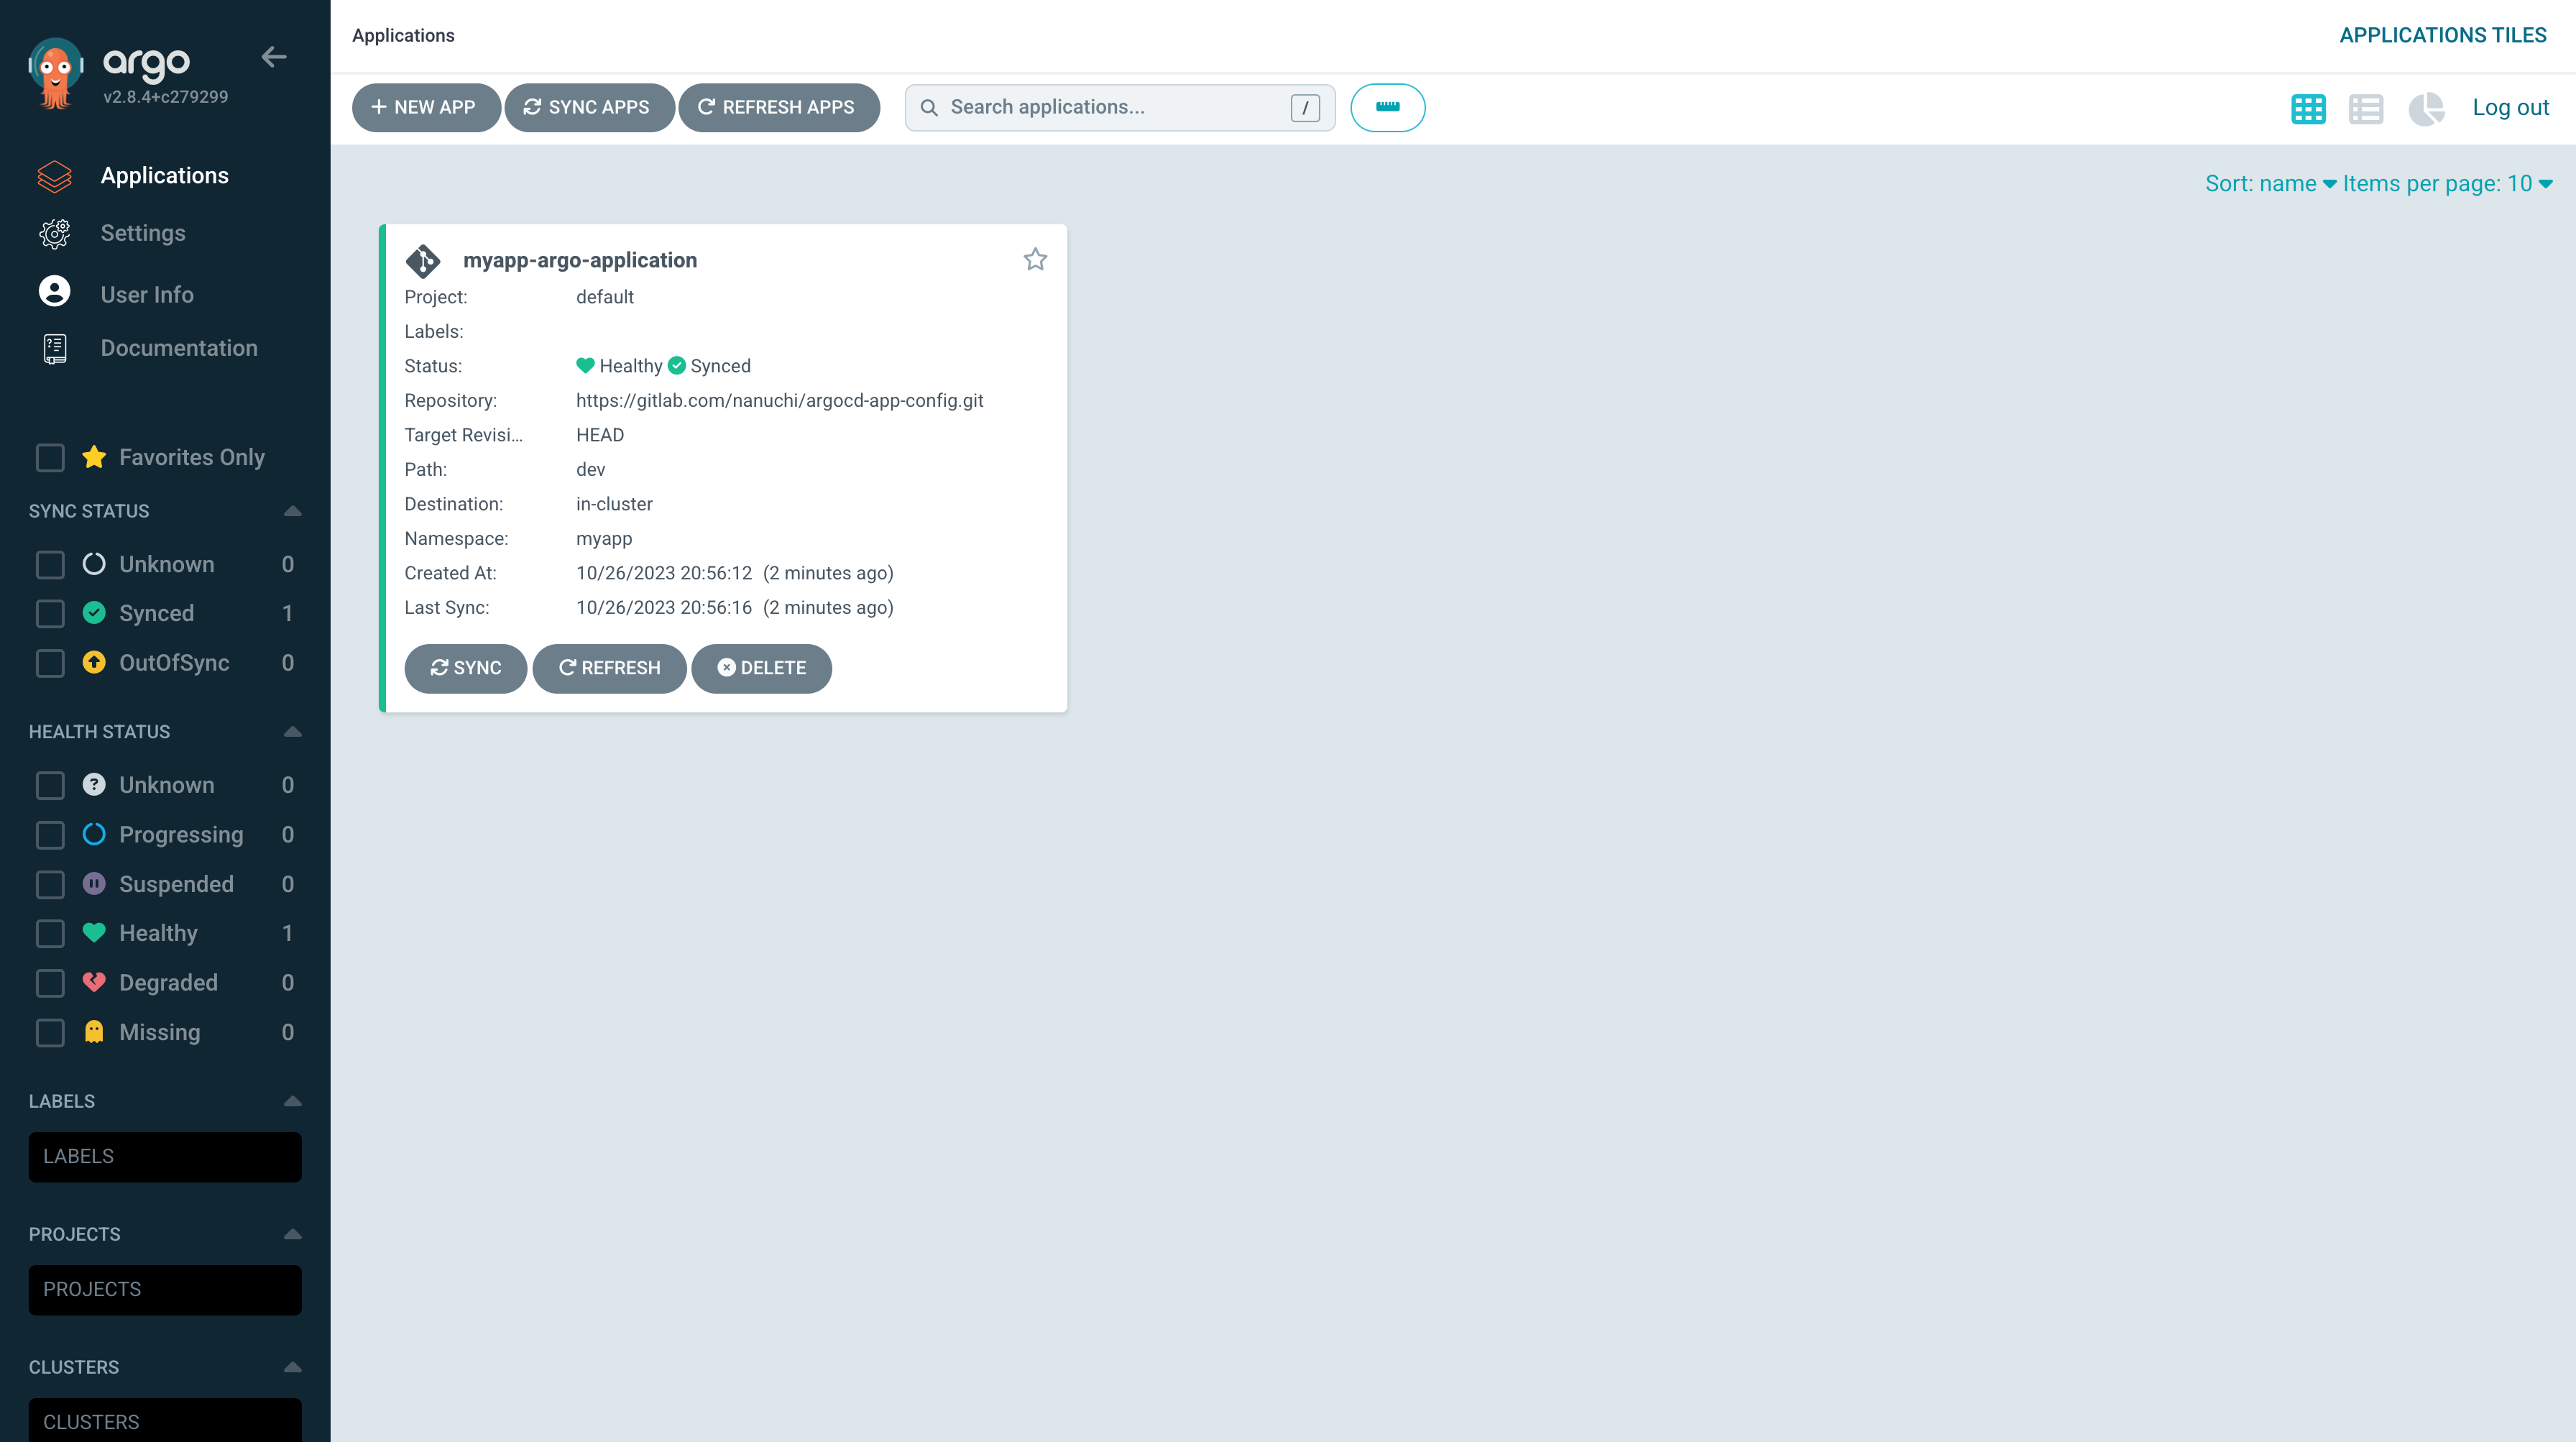 argo
v2.8.4+c279299
Applications
Settings
User Info
Documentation
Favorites Only
SYNC STATUS
Unknown 0
Synced 1
OutOfSync 0
HEALTH STATUS
Unknown 0
Progressing 0
Suspended 0
Healthy 1
Degraded 0
Missing 0
LABELS
LABELS
PROJECTS
PROJECTS
CLUSTERS
CLUSTERS
Applications
APPLICATIONS TILES
+ NEW APP SYNC APPS REFRESH APPS Search applications... / Log out
Sort: name Items per page: 10
myapp-argo-application
Project: default
Labels:
Status: Healthy Synced
Repository: https://gitlab.com/nanuchi/argocd-app-config.git
Target Revisi... HEAD
Path: dev
Destination: in-cluster
Namespace: myapp
Created At: 10/26/2023 20:56:12 (2 minutes ago)
Last Sync: 10/26/2023 20:56:16 (2 minutes ago)
SYNC REFRESH DELETE